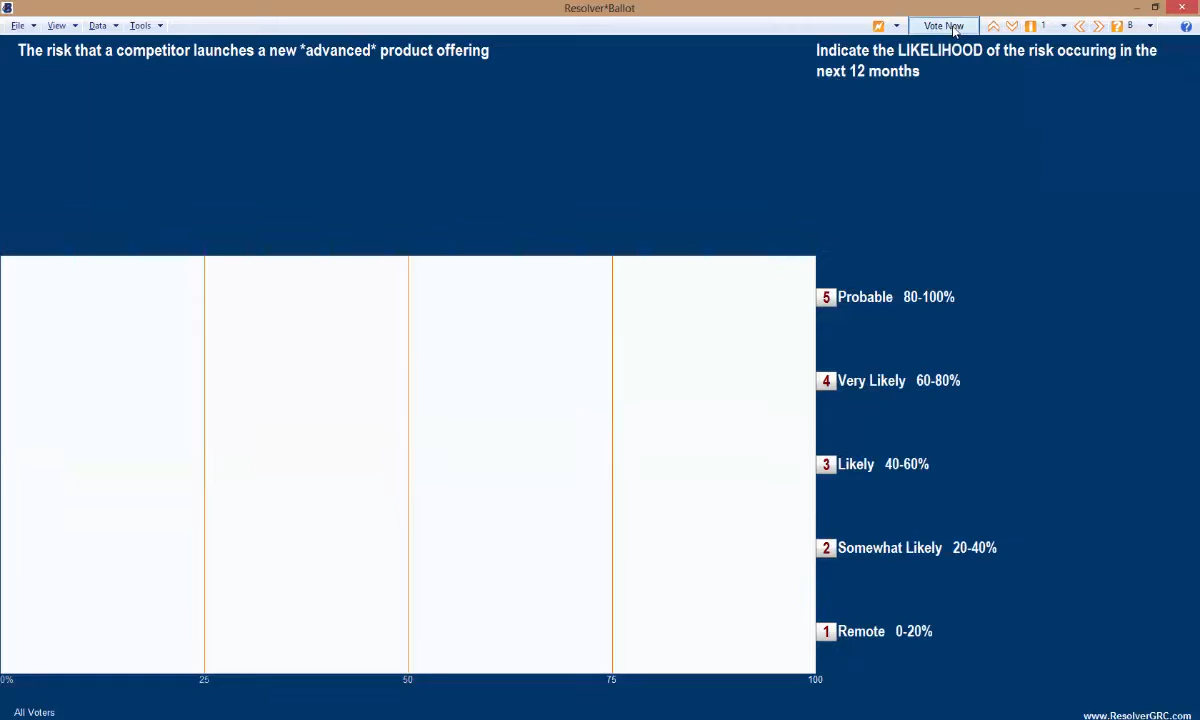 Resolver*Ballot
File View Data Tools Vote Now 1 B
The risk that a competitor launches a new *advanced* product offering
Indicate the LIKELIHOOD of the risk occuring in the
next 12 months
5 Probable 80-100%
4 Very Likely 60-80%
3 Likely 40-60%
2 Somewhat Likely 20-40%
1 Remote 0-20%
0% 25 50 75 100
All Voters
www.ResolverGRC.com